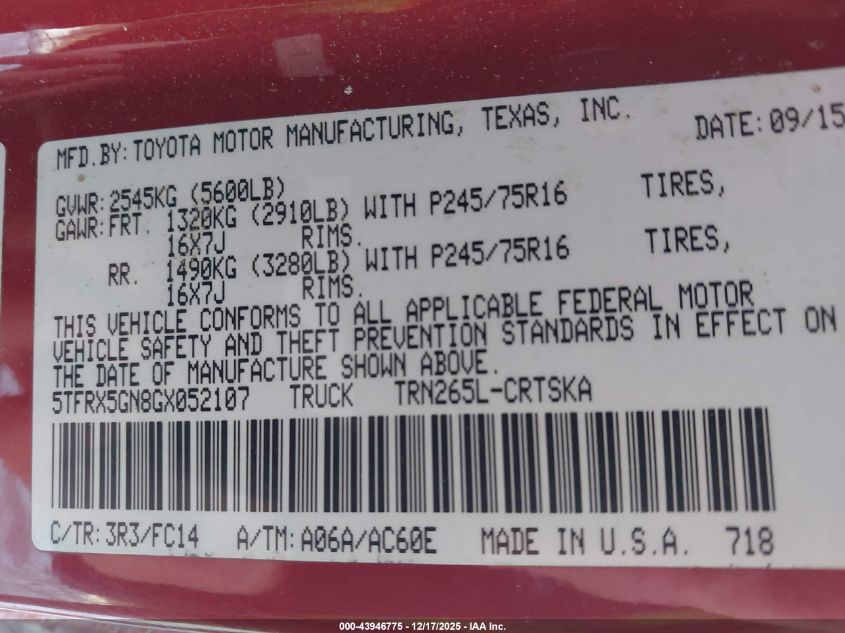 MFD.BY: TOYOTA MOTOR MANUFACTURING, TEXAS, INC. DATE: 09/15
GVWR: 2545KG (5600LB)
GAWR: FRT. 1320KG (2910LB) WITH P245/75R16 TIRES,
16X7J RIMS.
RR. 1490KG (3280LB) WITH P245/75R16 TIRES,
16X7J RIMS.
THIS VEHICLE CONFORMS TO ALL APPLICABLE FEDERAL MOTOR
VEHICLE SAFETY AND THEFT PREVENTION STANDARDS IN EFFECT ON
THE DATE OF MANUFACTURE SHOWN ABOVE.
5TFRX5GN8GX052107 TRUCK TRN265L-CRTSKA
C/TR: 3R3/FC14 A/TM: A06A/AC60E MADE IN U.S.A. 718
000-43946775 - 12/17/2025 - IAA Inc.